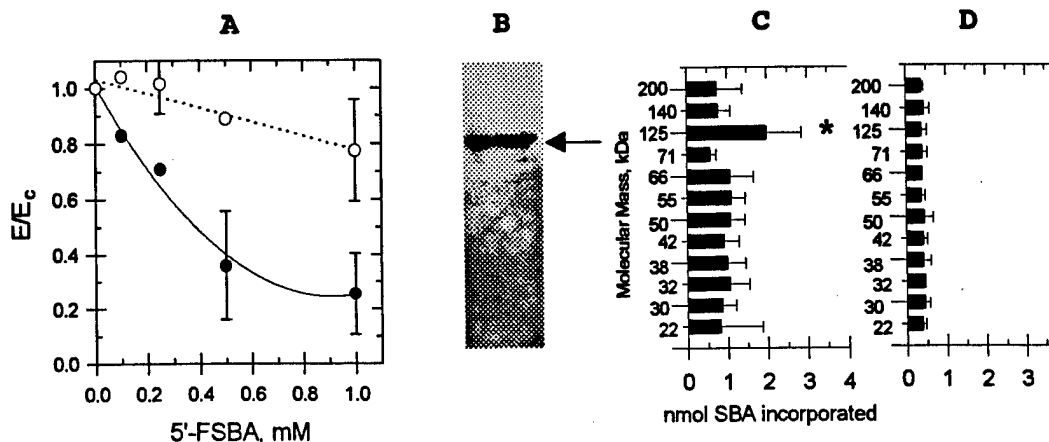 A
B
C
D
E/Ec
1.0
0.8
0.6
0.4
0.2
0.0
0.0 0.2 0.4 0.6 0.8 1.0
5'-FSBA, mM
Molecular Mass, kDa
200
140
125
71
66
55
50
42
38
32
30
22
*
0 1 2 3 4
200
140
125
71
66
55
50
42
38
32
30
22
0 1 2 3
nmol SBA incorporated